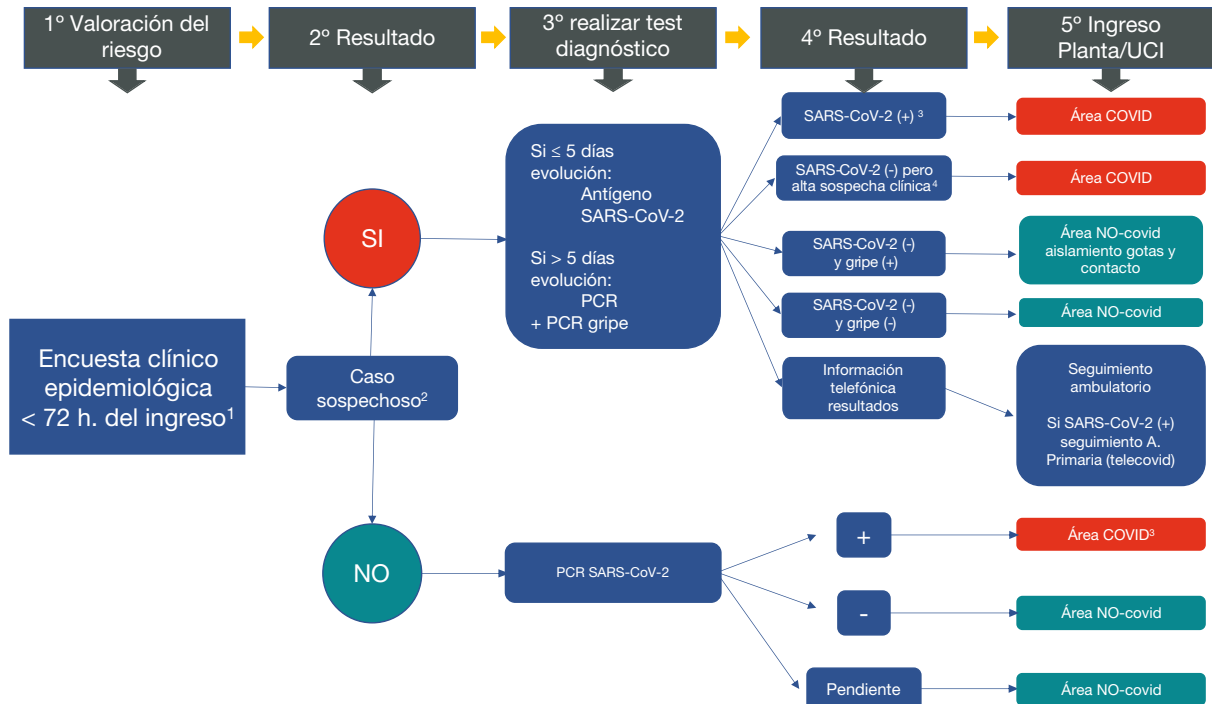 1º Valoración del
riesgo
2º Resultado
3º realizar test
diagnóstico
4º Resultado
5º Ingreso
Planta/UCI
Encuesta clínico
epidemiológica
< 72 h. del ingreso¹
Caso
sospechoso²
SI
NO
Si ≤ 5 días
evolución:
Antígeno
SARS-CoV-2
Si > 5 días
evolución:
PCR
+ PCR gripe
SARS-CoV-2 (+) ³
Área COVID
SARS-CoV-2 (-) pero
alta sospecha clínica⁴
Área COVID
SARS-CoV-2 (-)
y gripe (+)
Área NO-covid
aislamiento gotas y
contacto
SARS-CoV-2 (-)
y gripe (-)
Área NO-covid
Información
telefónica
resultados
Seguimiento
ambulatorio
Si SARS-CoV-2 (+)
seguimiento A.
Primaria (telecovid)
PCR SARS-CoV-2
+
Área COVID³
-
Área NO-covid
Pendiente
Área NO-covid